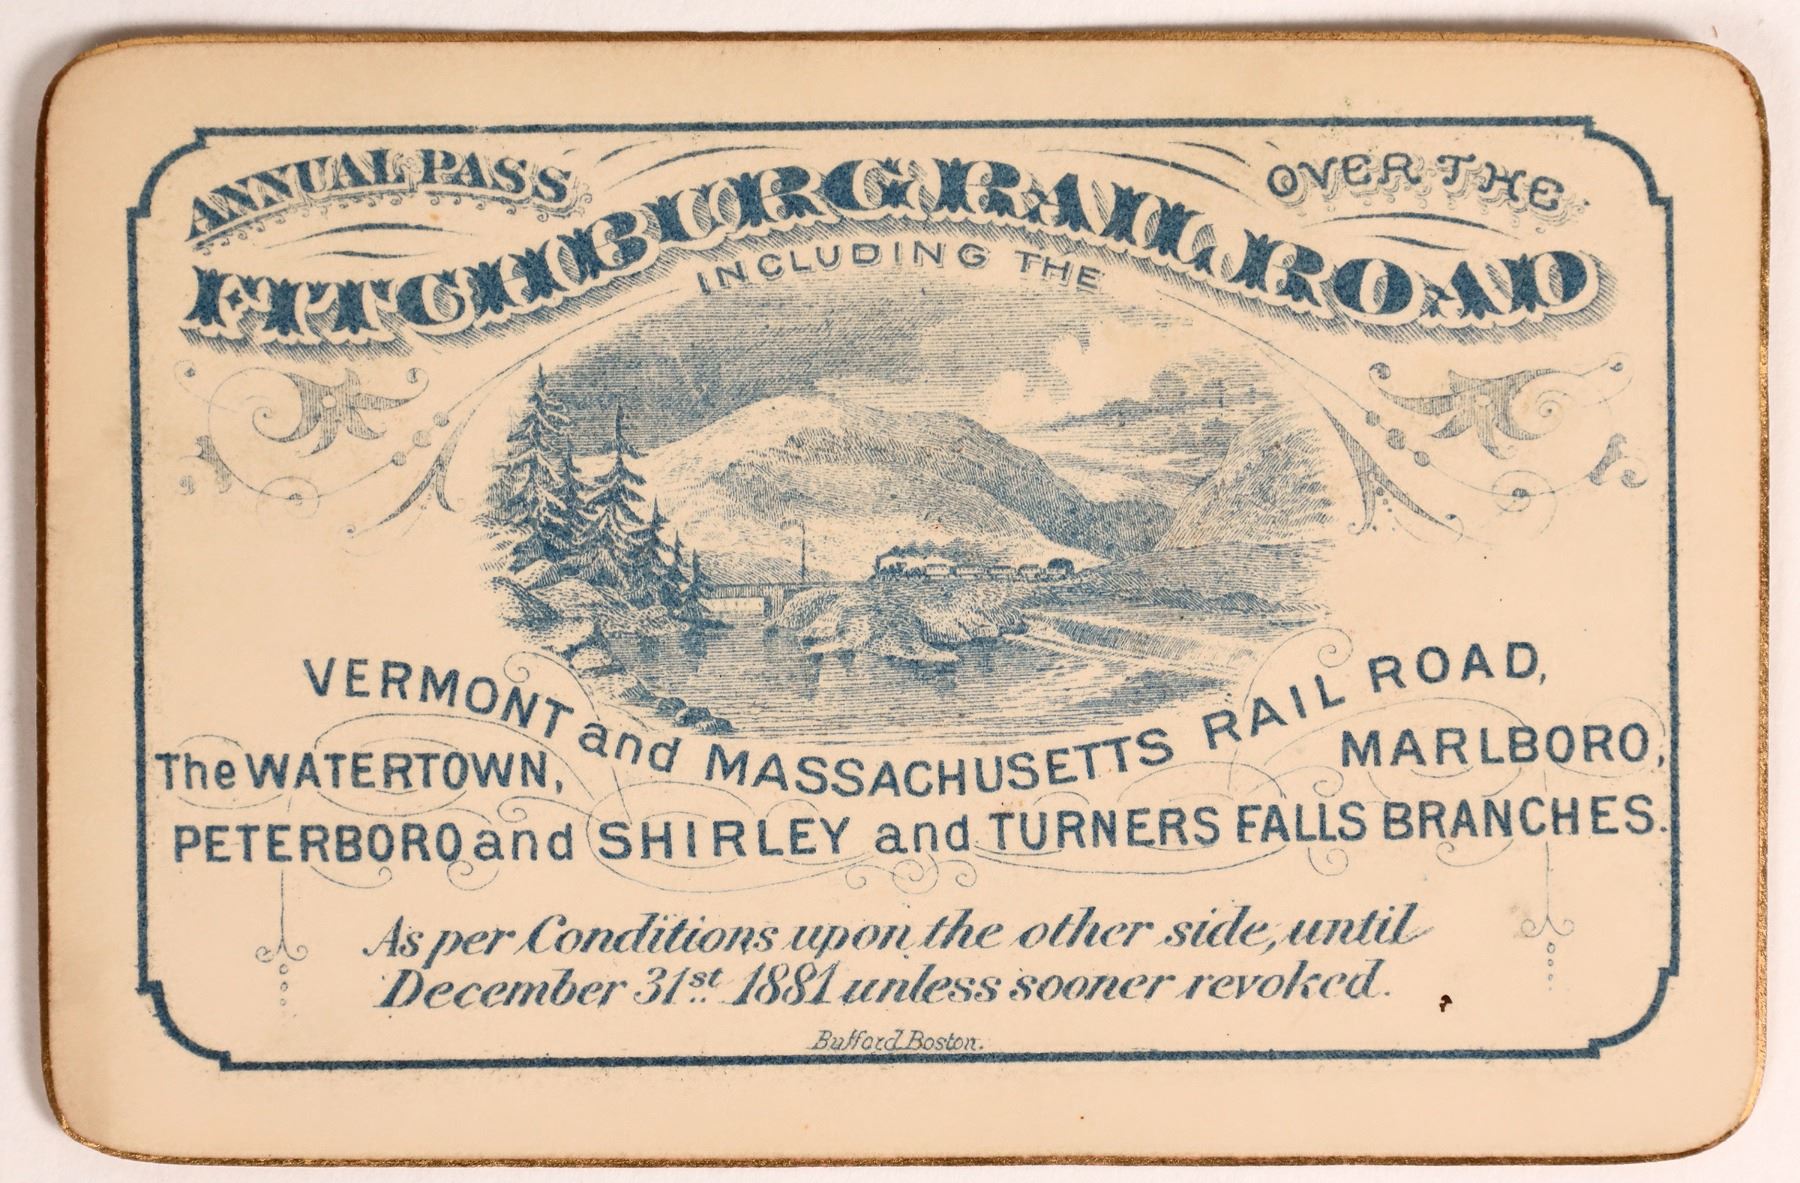 ANNUAL PASS OVER THE
FITCHBURG RAIL ROAD
INCLUDING THE
VERMONT and MASSACHUSETTS RAIL ROAD,
The WATERTOWN, MARLBORO,
PETERBORO and SHIRLEY and TURNERS FALLS BRANCHES.
As per Conditions upon the other side, until
December 31st 1881 unless sooner revoked.
Bufford Boston.